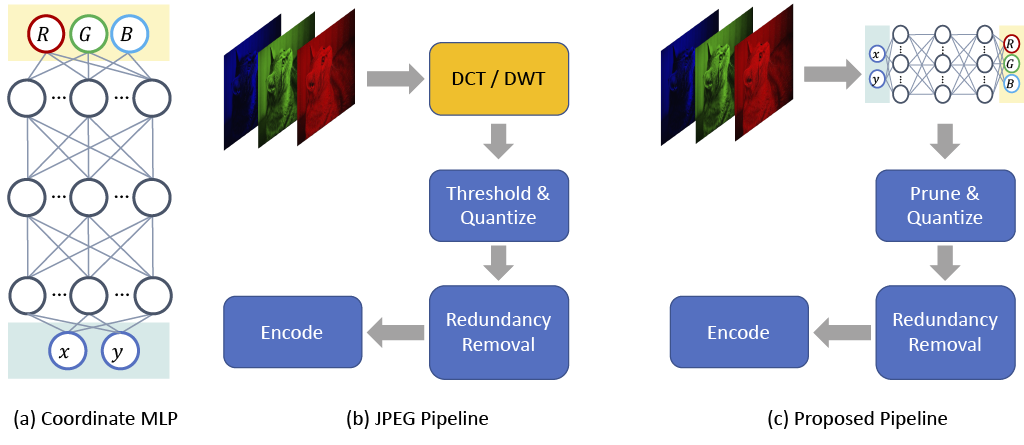 R G B
... ...
... ...
... ...
x y
(a) Coordinate MLP
DCT / DWT
Threshold &
Quantize
Redundancy
Removal
Encode
(b) JPEG Pipeline
x
y
R
G
B
Prune &
Quantize
Redundancy
Removal
Encode
(c) Proposed Pipeline